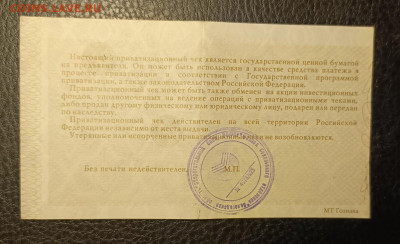 Настоящий приватизационный чек является государственной ценной бумагой
на предъявителя. Он может быть использован в качестве средства платежа в
процессе приватизации в соответствии с Государственной программой
приватизации, а также законодательством Российской Федерации.
Приватизационный чек может быть также обменен на акции инвестиционных
фондов, уполномоченных на ведение операций с приватизационными чеками,
либо продан другому физическому или юридическому лицу, подарен или передан
по наследству.
Приватизационный чек действителен на всей территории Российской
Федерации независимо от места выдачи.
Утерянные или испорченные приватизационные чеки не возобновляются.
Без печати недействителен. М.П.
МТ Гознака